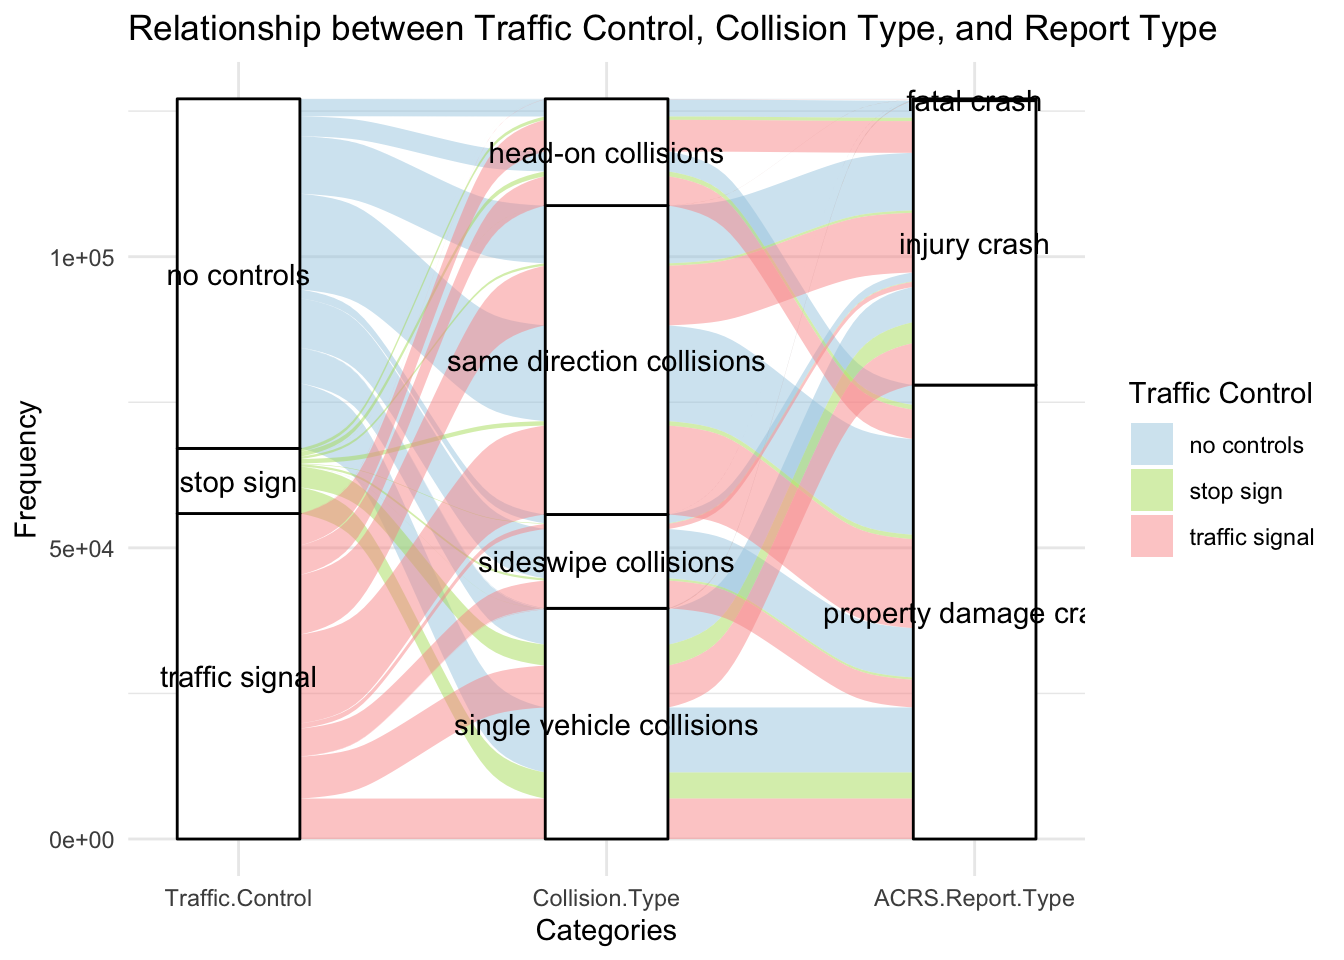 Relationship between Traffic Control, Collision Type, and Report Type
fatal crash
head-on collisions
injury crash
no controls
1e+05
same direction collisions
Traffic Control
no controls
stop sign
traffic signal
Frequency
stop sign
5e+04
sideswipe collisions
property damage cra
traffic signal
single vehicle collisions
0e+00
Traffic.Control
Collision.Type
ACRS.Report.Type
Categories